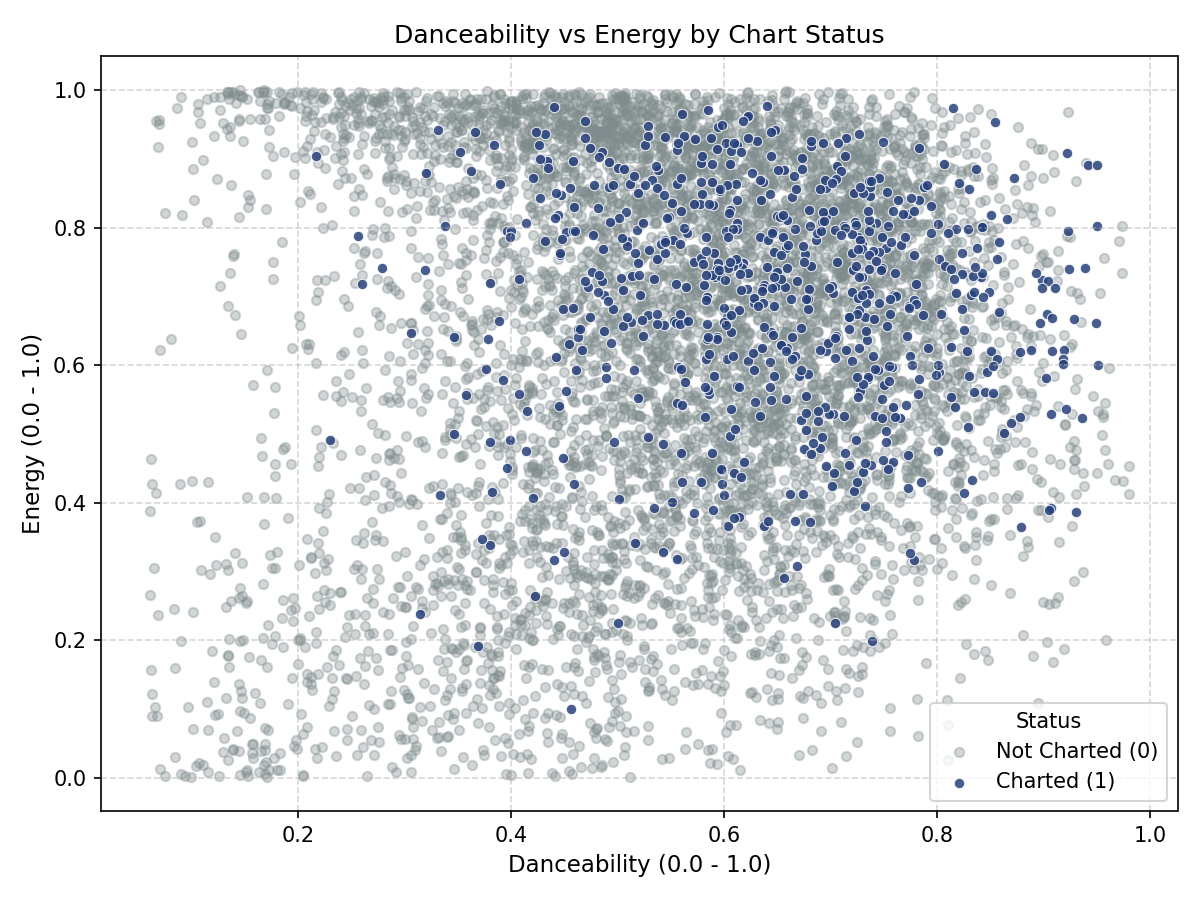 Danceability vs Energy by Chart Status
Energy (0.0 - 1.0)
1.0
0.8
0.6
0.4
0.2
0.0
0.2
0.4
0.6
0.8
1.0
Danceability (0.0 - 1.0)
Status
Not Charted (0)
Charted (1)